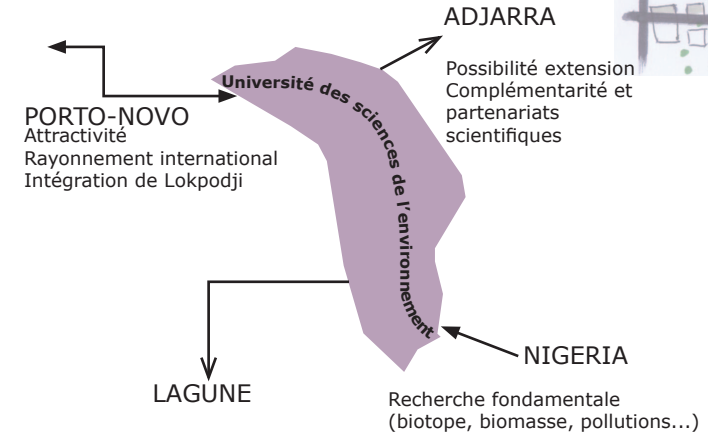 ADJARRA
Possibilité extension
Complémentarité et
partenariats
scientifiques
Université des sciences de l'environnement
PORTO-NOVO
Attractivité
Rayonnement international
Intégration de Lokpodji
NIGERIA
LAGUNE
Recherche fondamentale
(biotope, biomasse, pollutions...)